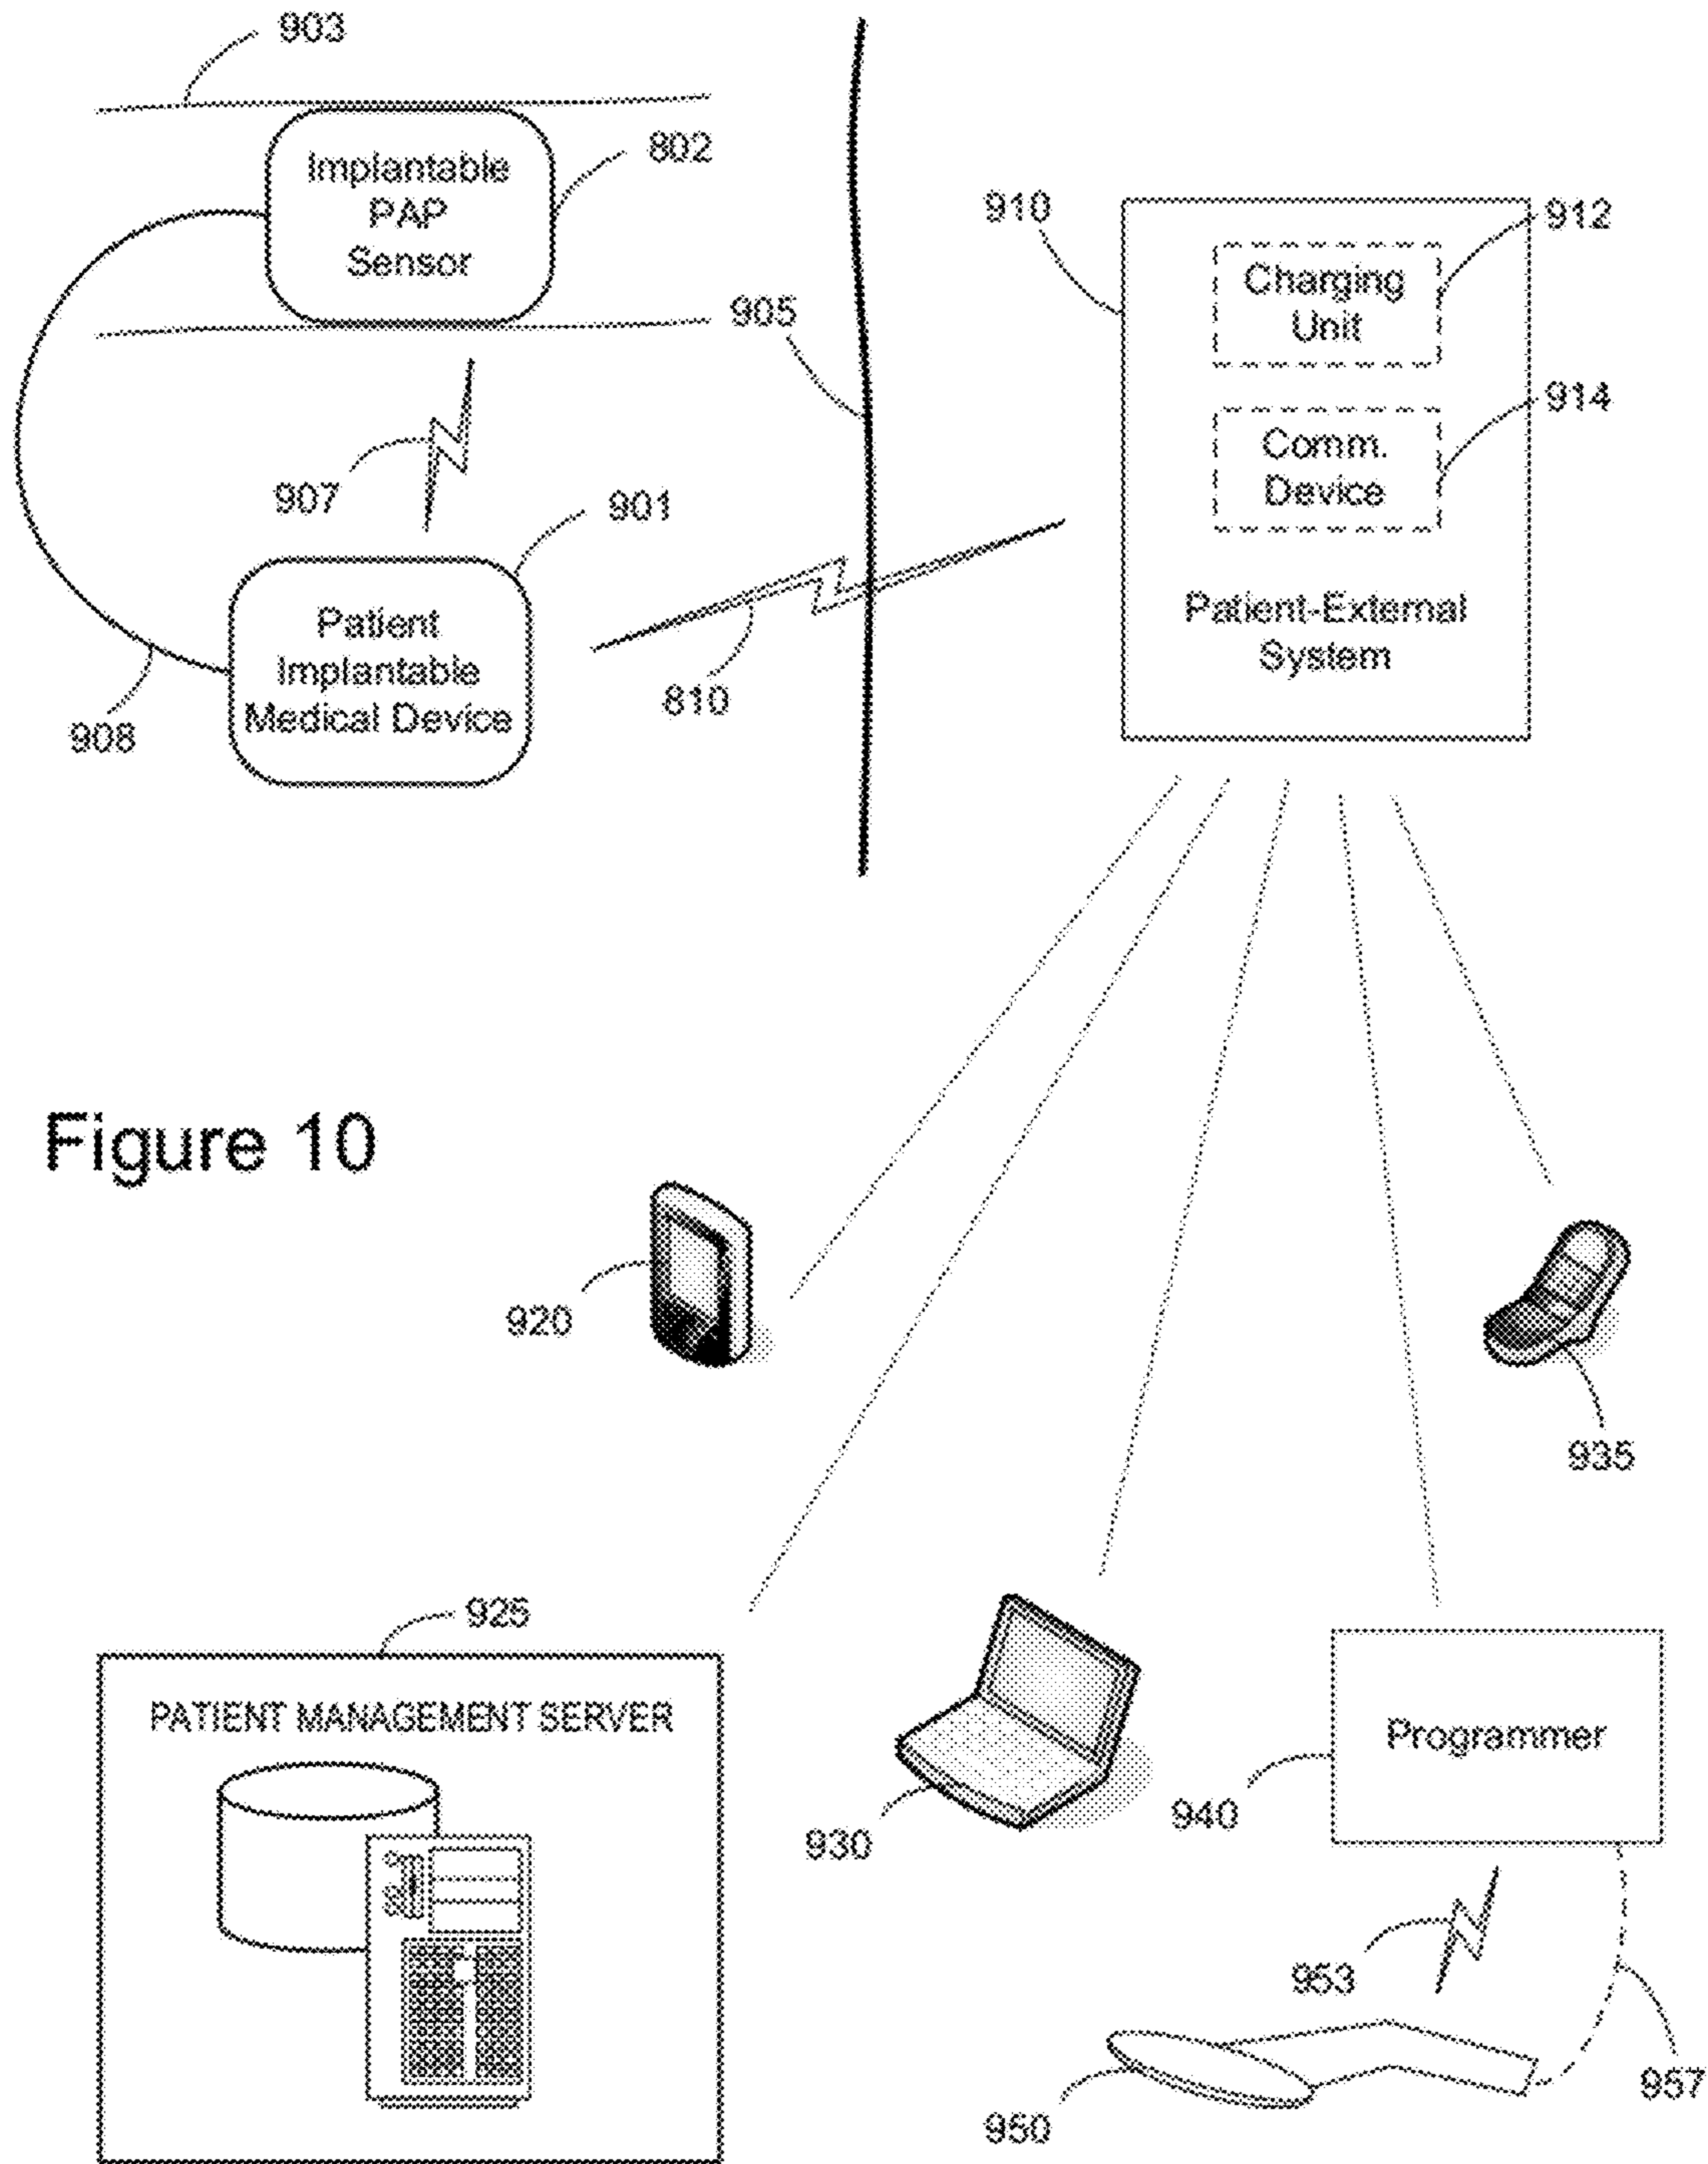 903
Implantable
PAP
Sensor
802
905
907
901
Patient
Implantable
Medical Device
908
810
910
912
Charging
Unit
914
Comm.
Device
Patient-External
System
Figure 10
920
935
925
PATIENT MANAGEMENT SERVER
930
Programmer
940
953
957
950